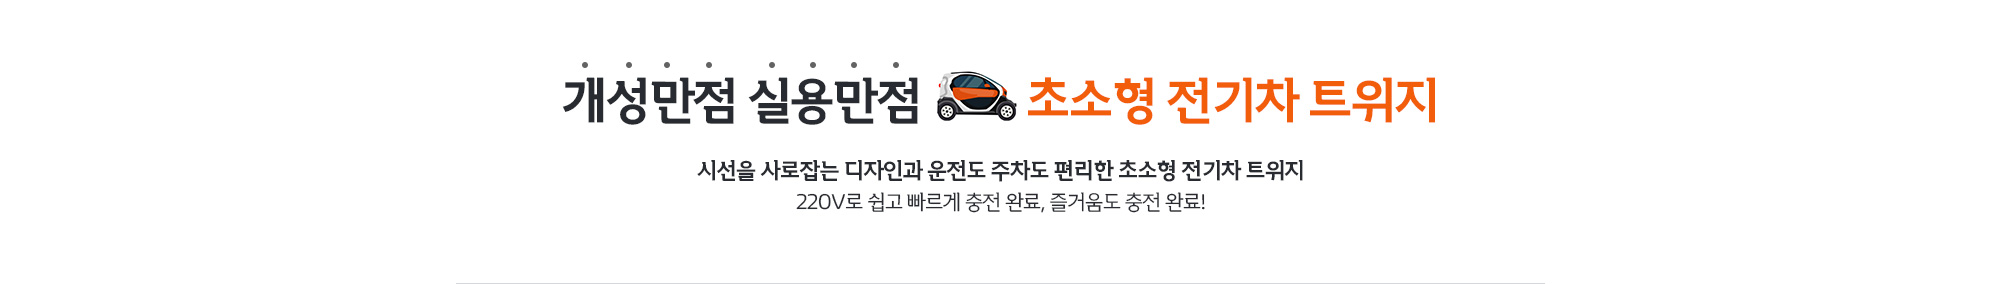 개성만점 실용만점 초소형 전기차 트위지
시선을 사로잡는 디자인과 운전도 주차도 편리한 초소형 전기차 트위지
220V로 쉽고 빠르게 충전 완료, 즐거움도 충전 완료!